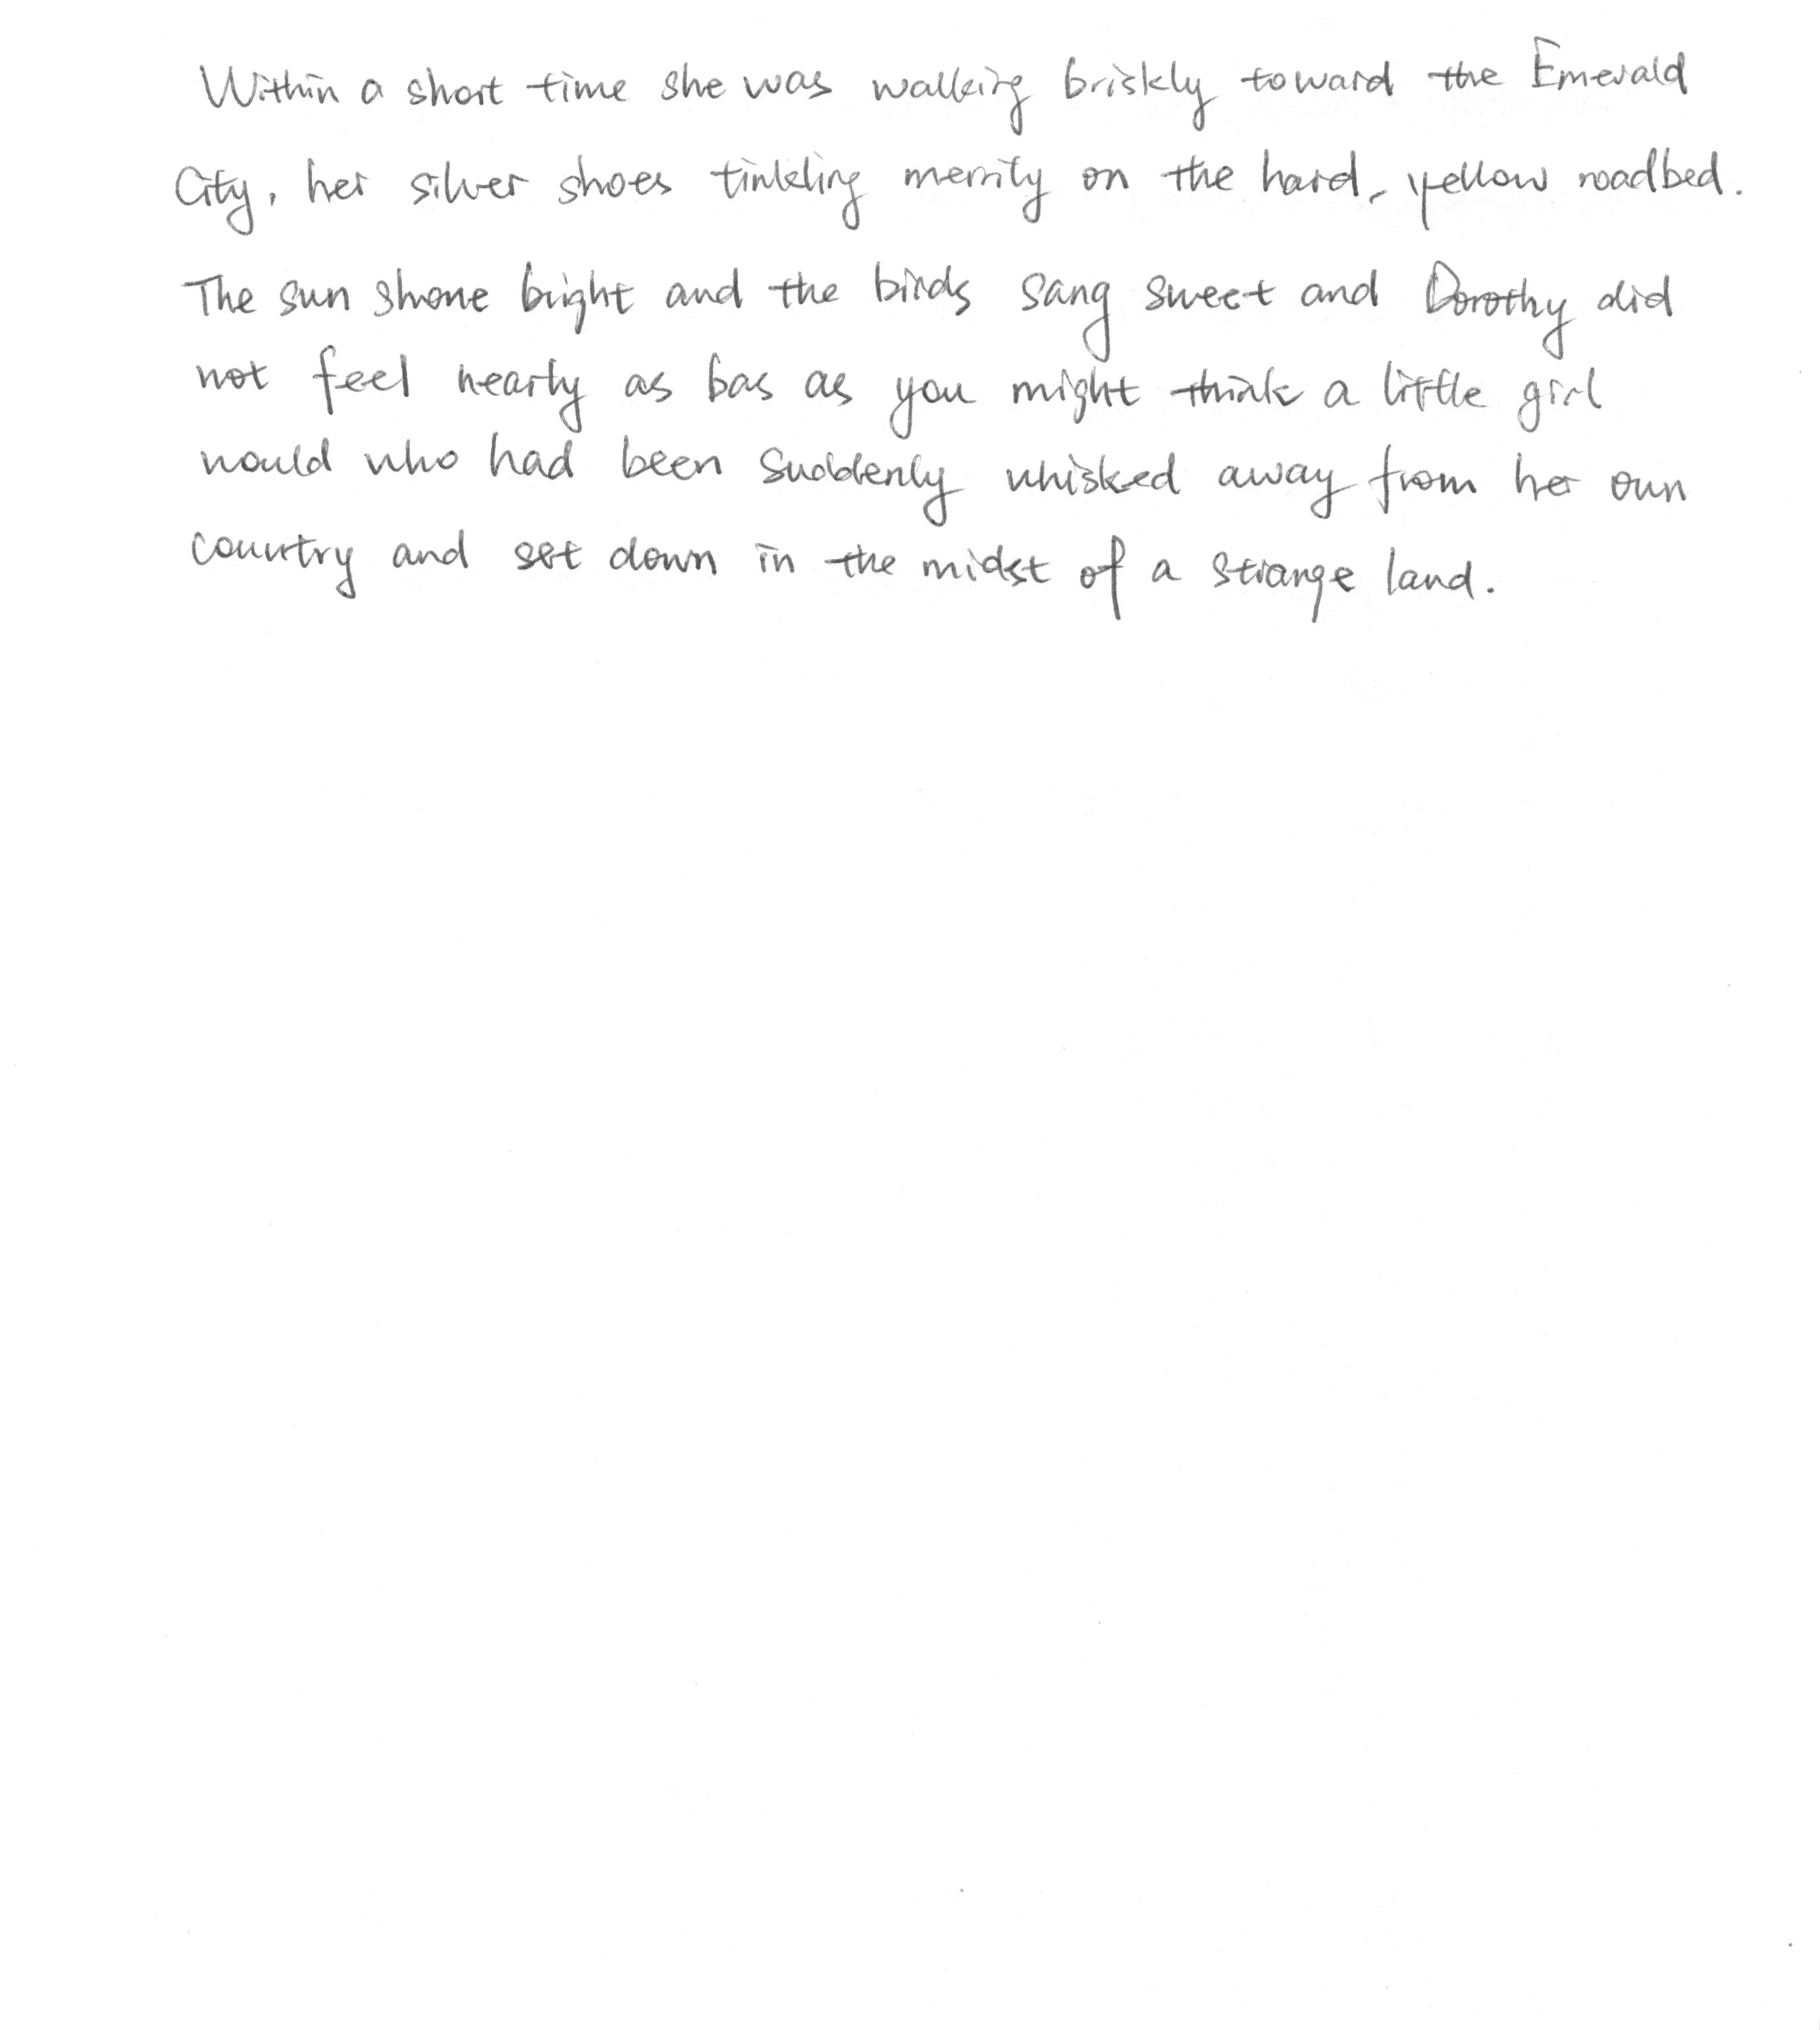 Within a short time she was walking briskly toward the Emerald
City, her silver shoes tinkling merrily on the hard, yellow roadbed.
The sun shone bright and the birds sang sweet and Dorothy did
not feel nearly as bas as you might think a little girl
would who had been suddenly whisked away from her own
country and set down in the midst of a strange land.